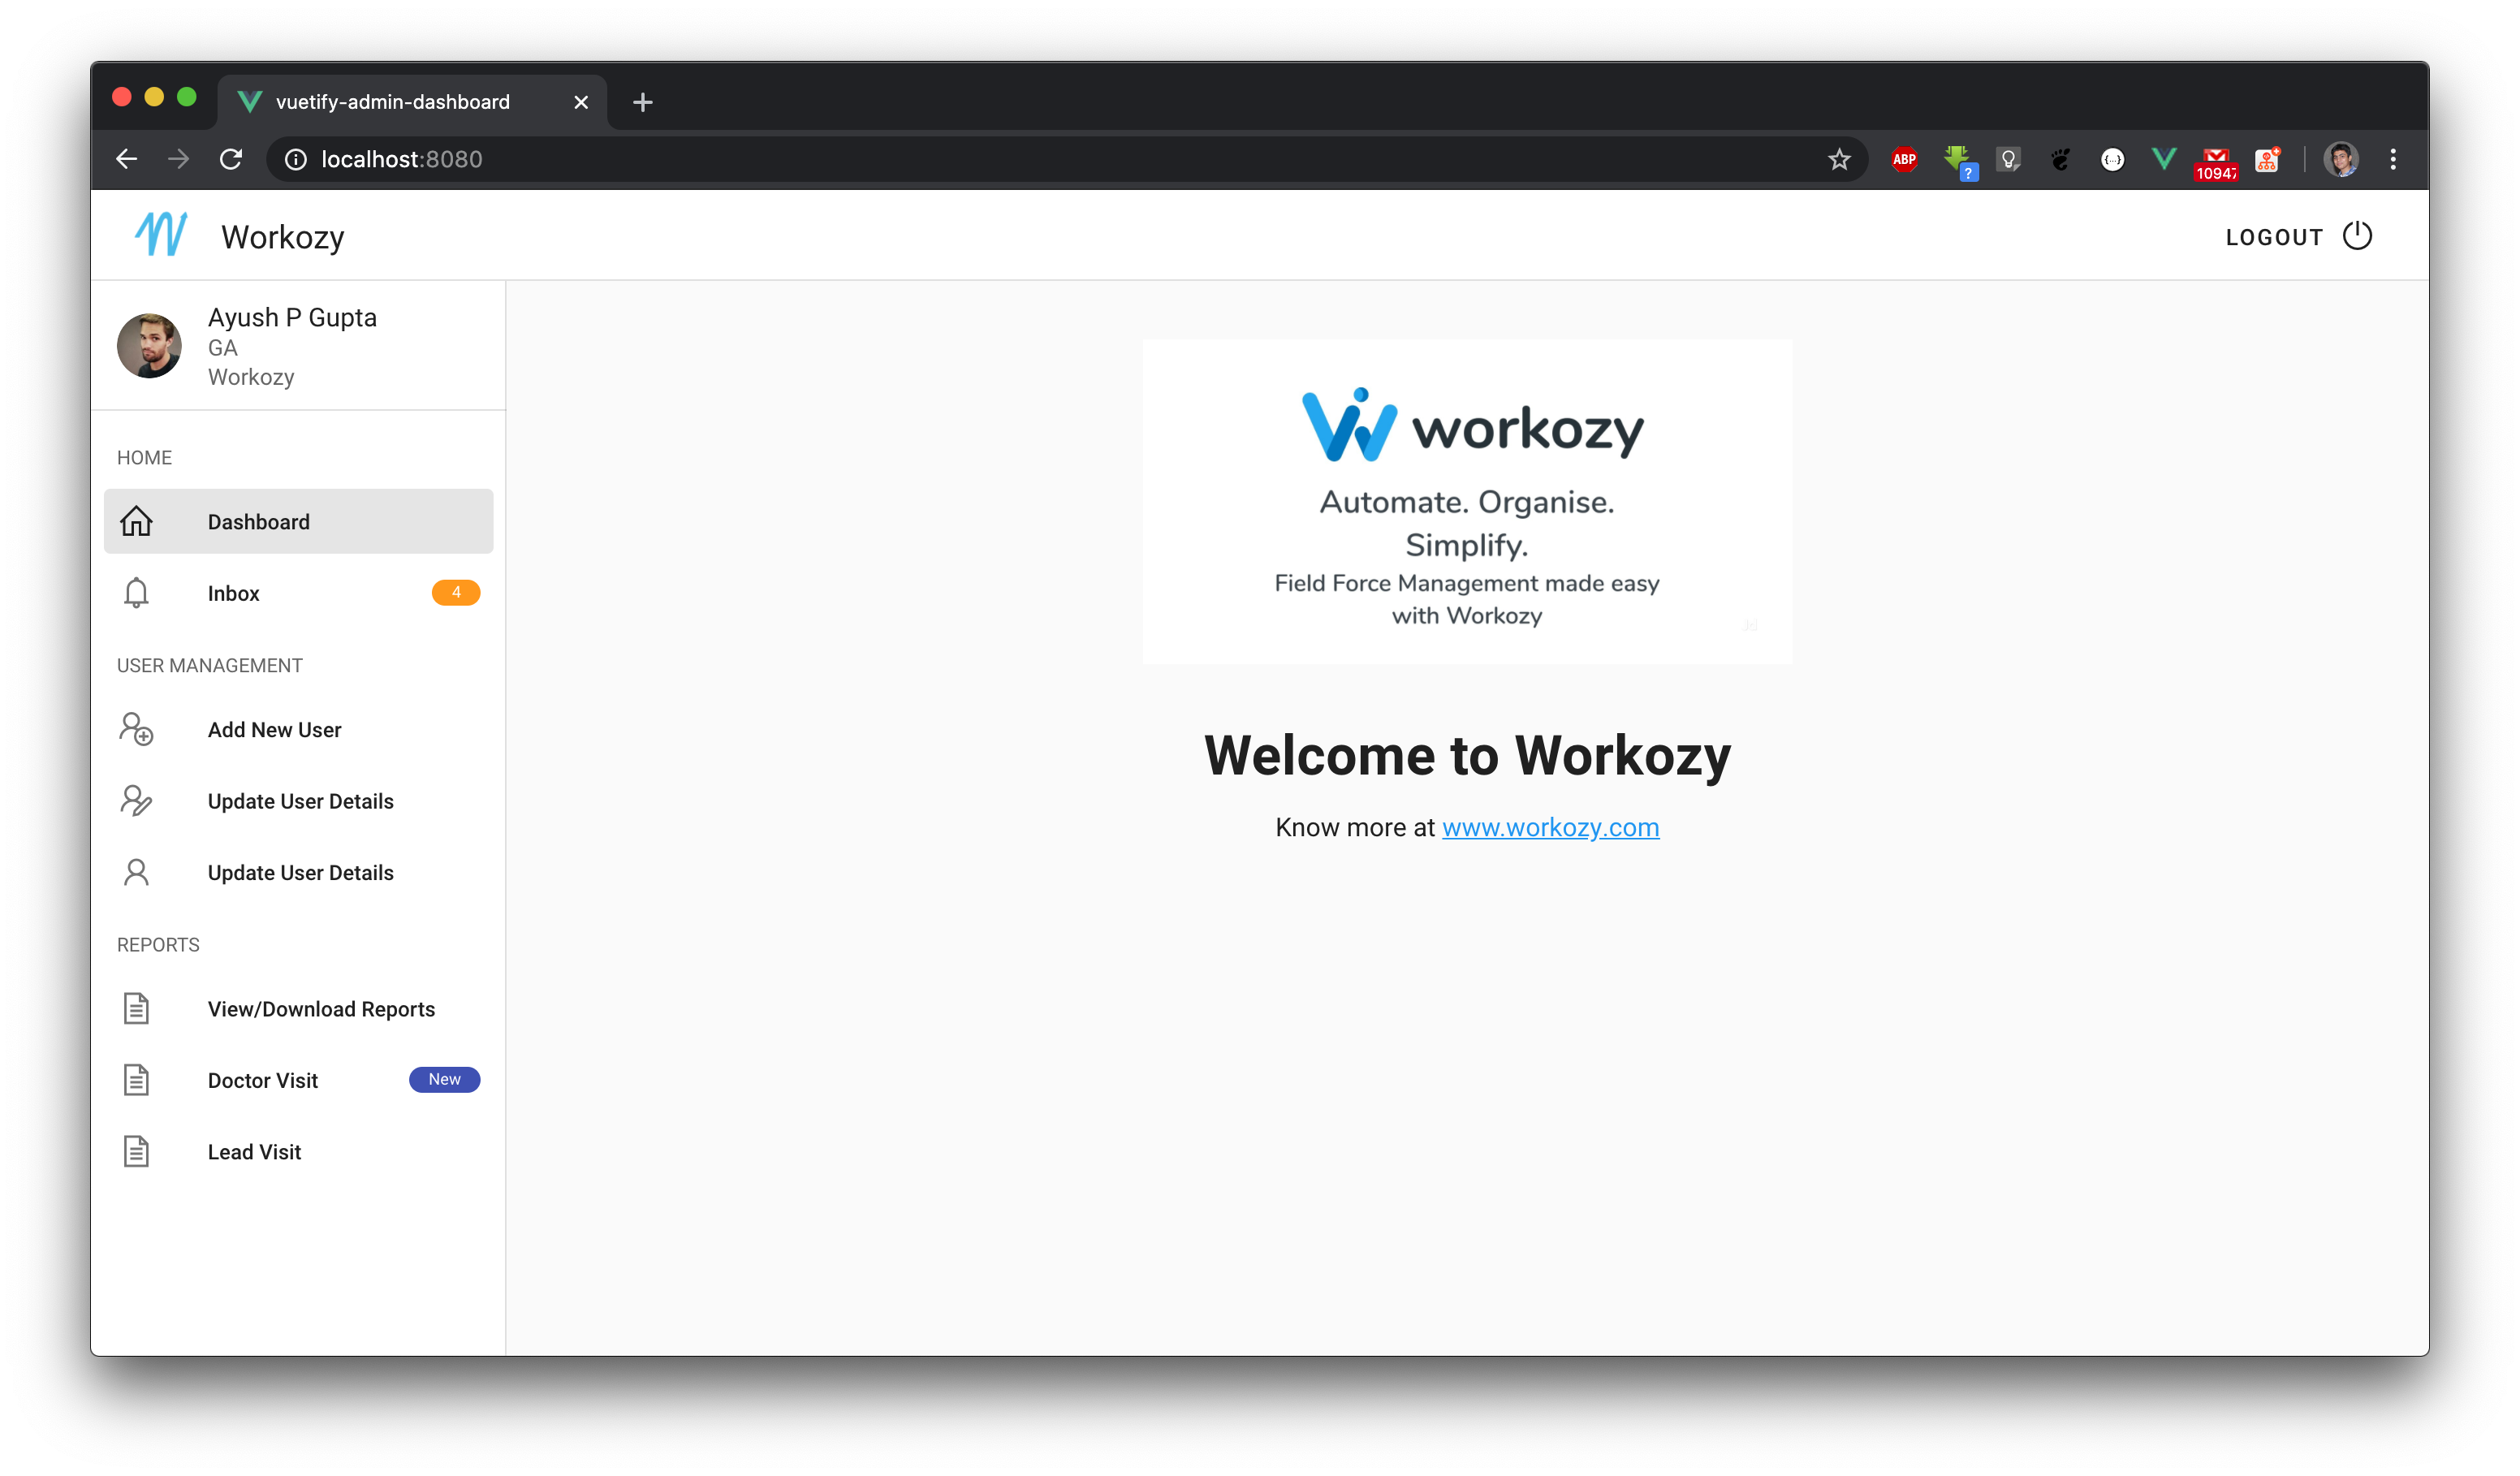 vuetify-admin-dashboard
localhost:8080
ABP
?
10947
Workozy
LOGOUT
Ayush P Gupta
GA
Workozy
HOME
Dashboard
Inbox 4
USER MANAGEMENT
Add New User
Update User Details
Update User Details
REPORTS
View/Download Reports
Doctor Visit New
Lead Visit
workozy
Automate. Organise.
Simplify.
Field Force Management made easy
with Workozy
Welcome to Workozy
Know more at www.workozy.com